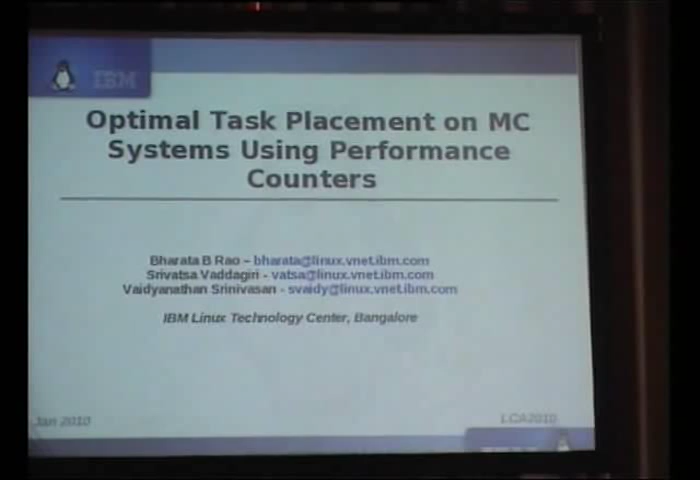 IBM
Optimal Task Placement on MC
Systems Using Performance
Counters
Bharata B Rao – bharata@linux.vnet.ibm.com
Srivatsa Vaddagiri - vatsa@linux.vnet.ibm.com
Vaidyanathan Srinivasan - svaidy@linux.vnet.ibm.com
IBM Linux Technology Center, Bangalore
Jan 2010
LCA2010